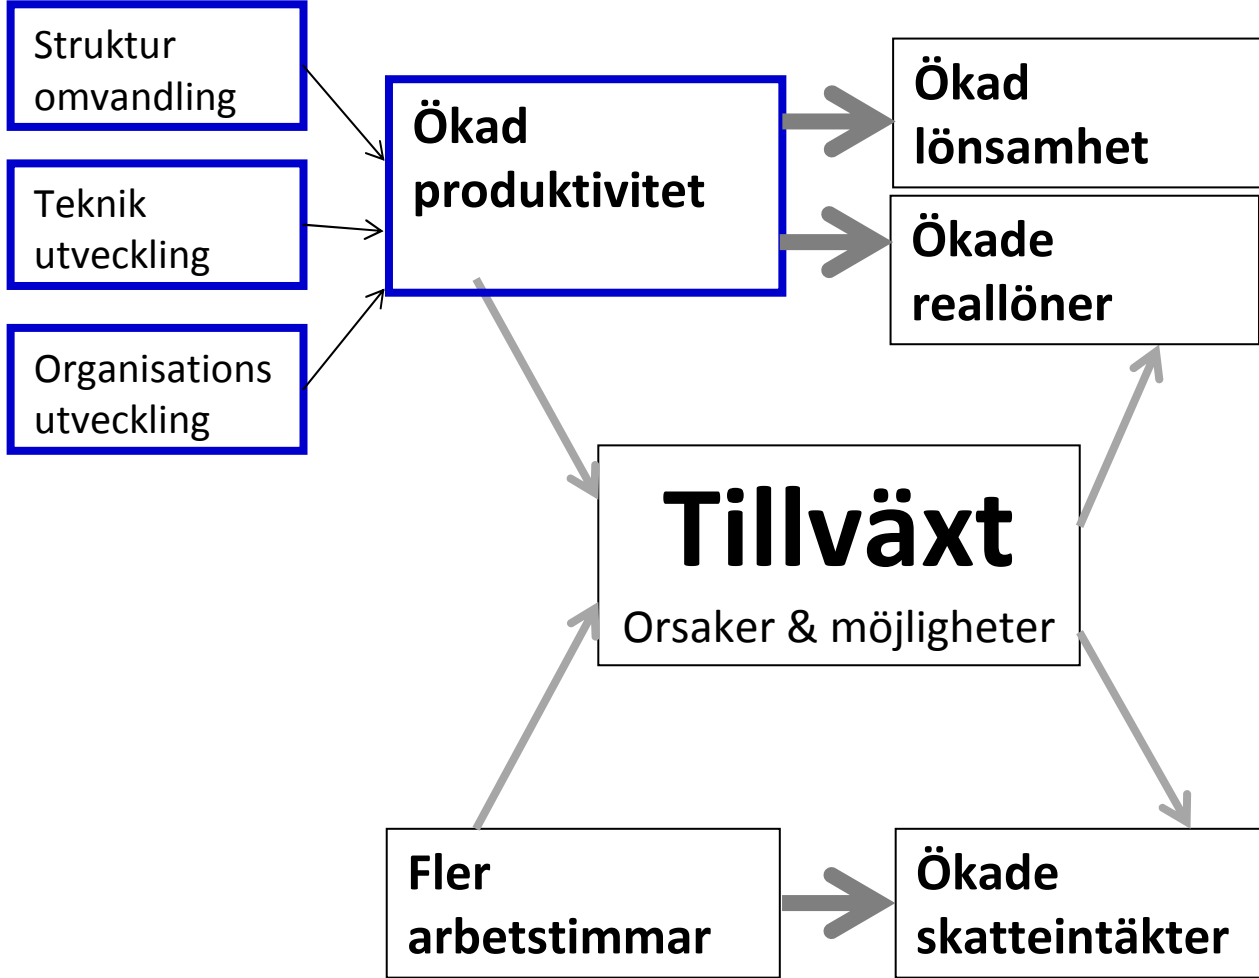 Struktur
omvandling
Teknik
utveckling
Organisations
utveckling
Ökad
produktivitet
Ökad
lönsamhet
Ökade
reallöner
Tillväxt
Orsaker & möjligheter
Fler
arbetstimmar
Ökade
skatteintäkter